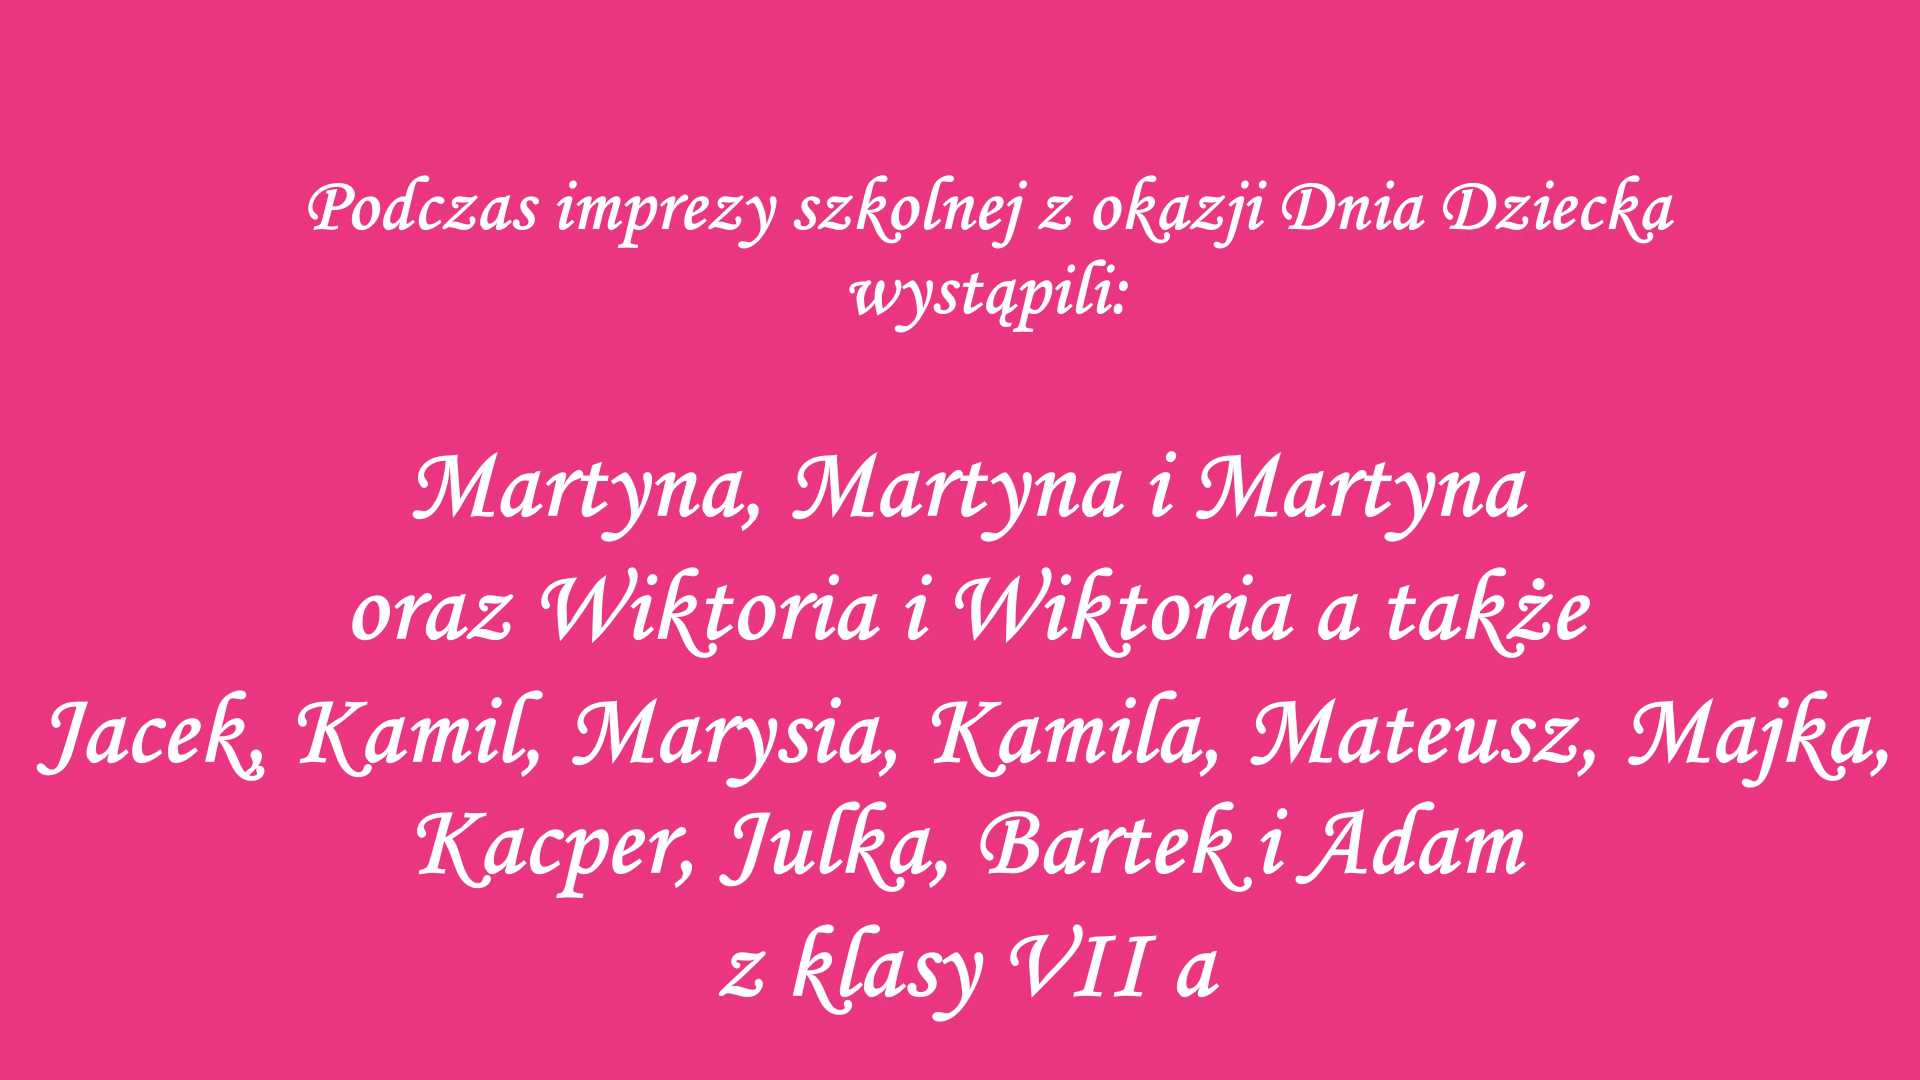 Podczas imprezy szkolnej z okazji Dnia Dziecka
wystąpili:
Martyna, Martyna i Martyna
oraz Wiktoria i Wiktoria a także
Jacek, Kamil, Marysia, Kamila, Mateusz, Majka,
Kacper, Julka, Bartek i Adam
z klasy VII a